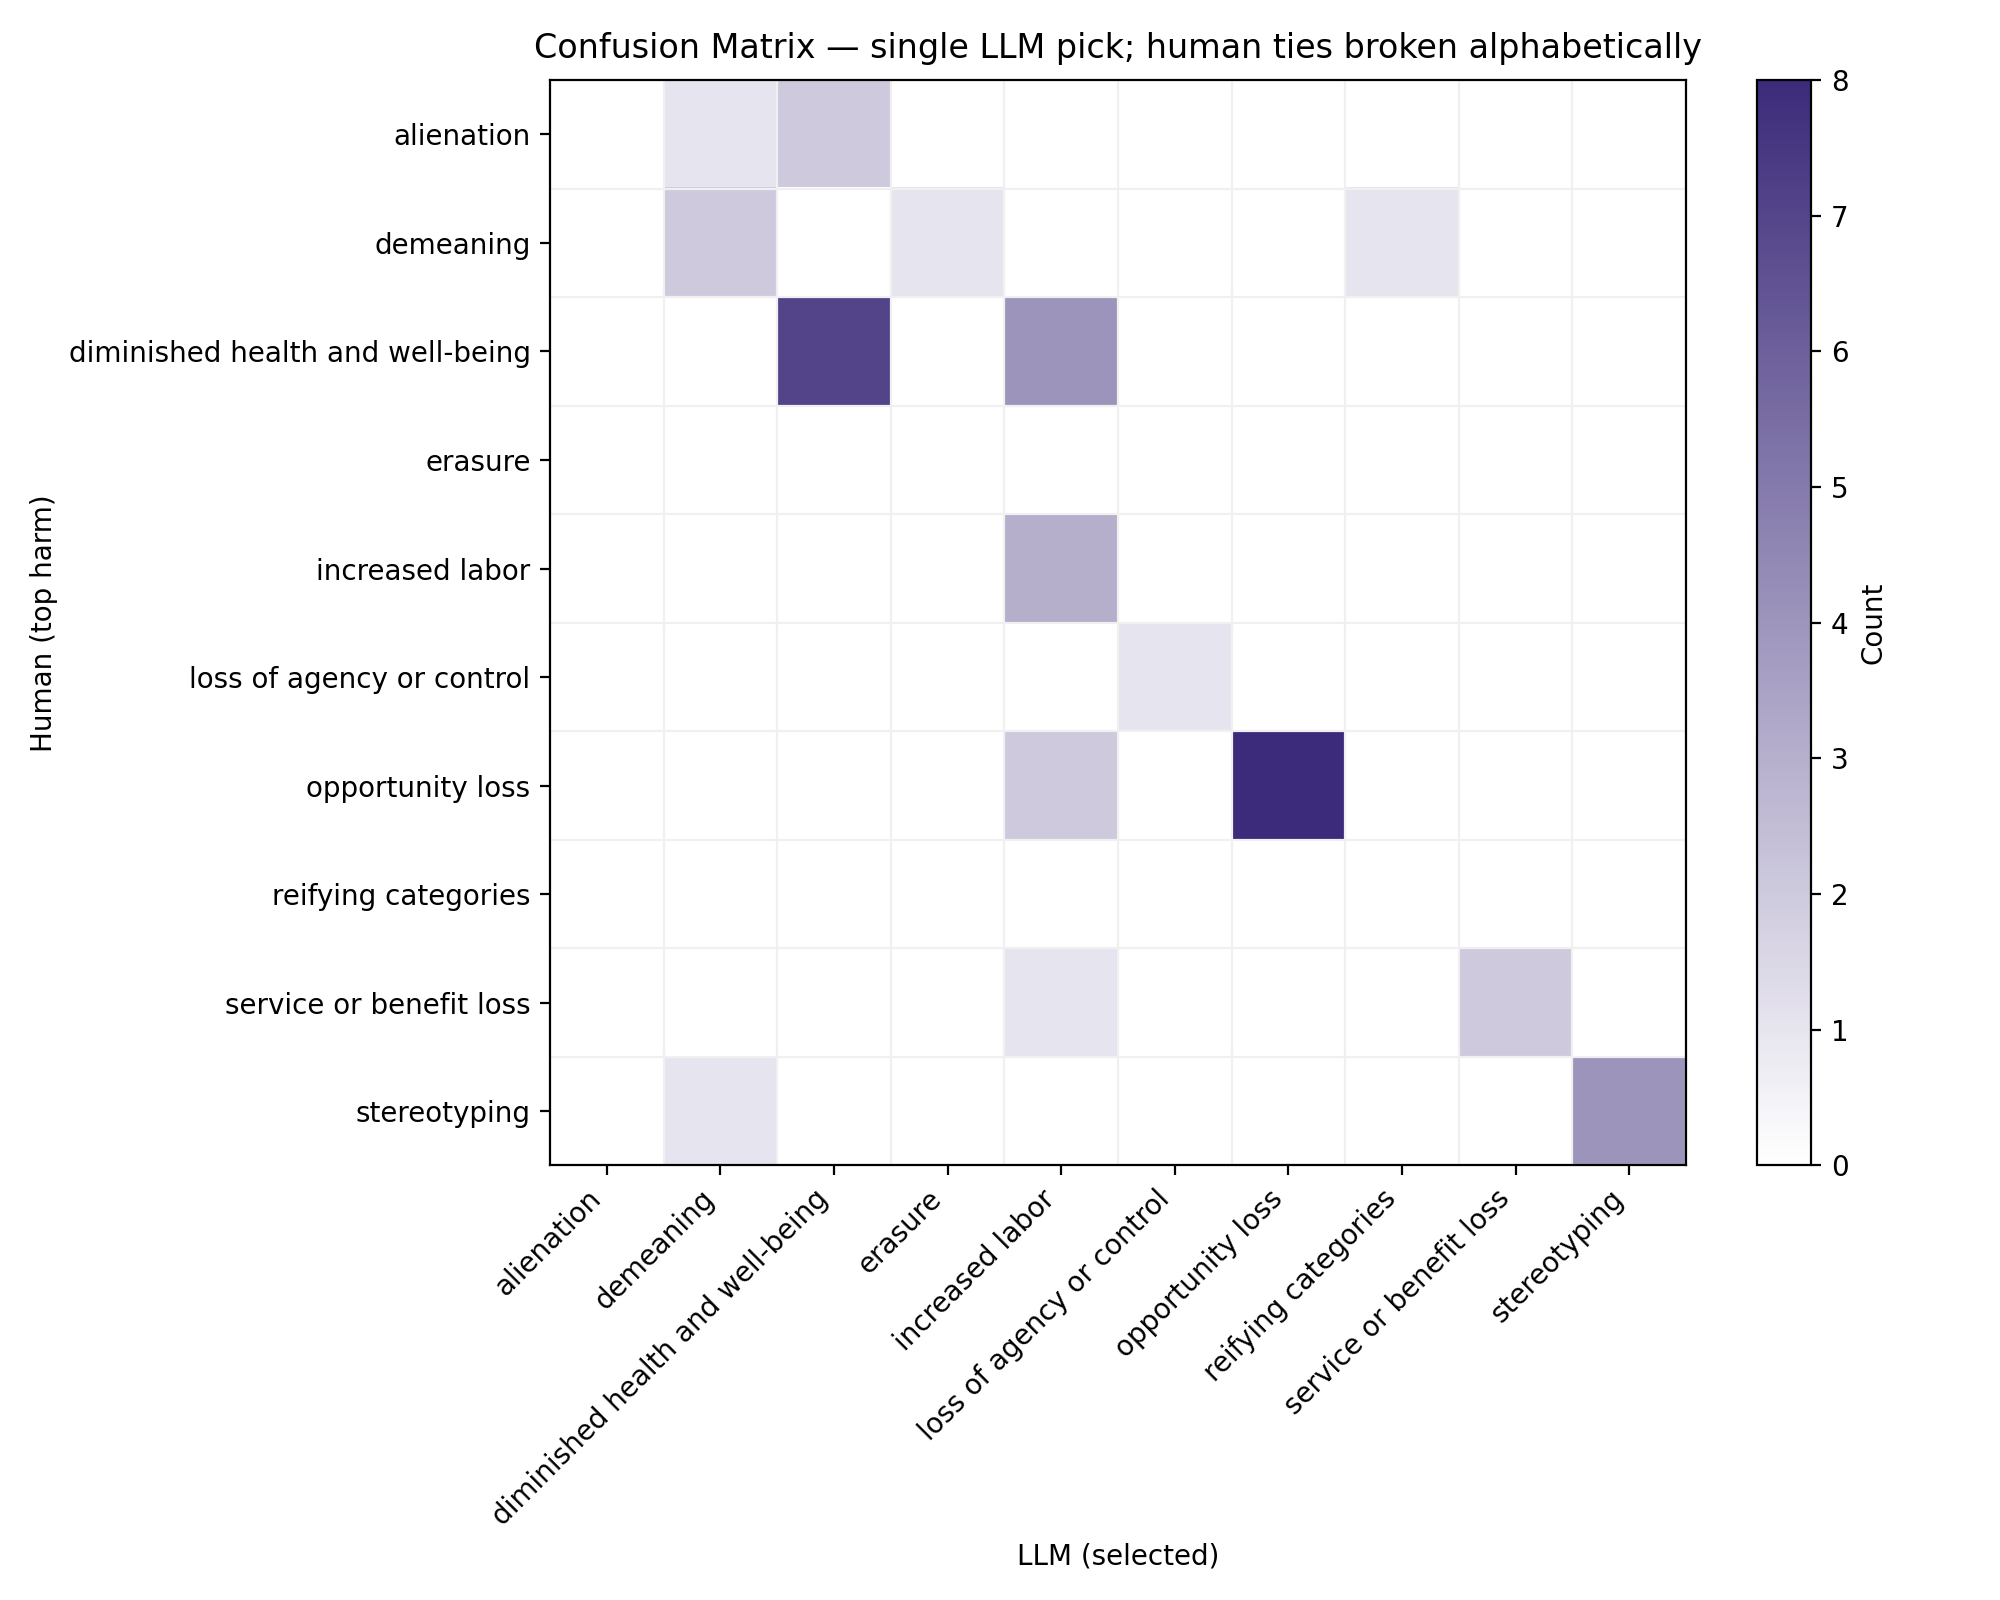 Confusion Matrix — single LLM pick; human ties broken alphabetically
Human (top harm)
alienation
demeaning
diminished health and well-being
erasure
increased labor
loss of agency or control
opportunity loss
reifying categories
service or benefit loss
stereotyping
alienation
demeaning
diminished health and well-being
erasure
increased labor
loss of agency or control
opportunity loss
reifying categories
service or benefit loss
stereotyping
LLM (selected)
8
7
6
5
4
3
2
1
0
Count